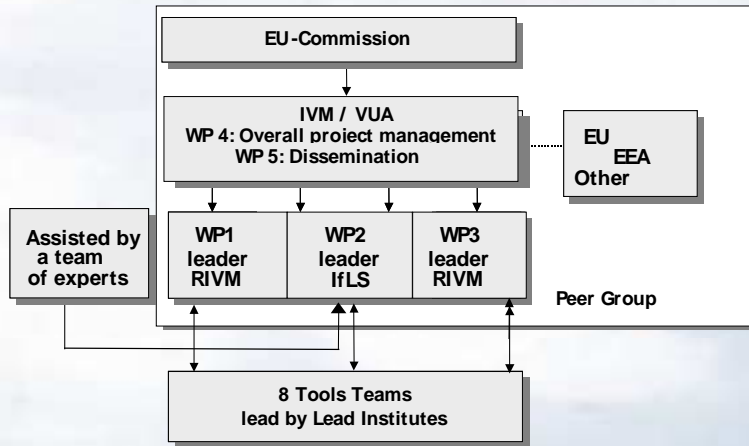 EU-Commission
IVM / VUA
WP 4: Overall project management
WP 5: Dissemination
EU
EEA
Other
Assisted by
a team
of experts
WP1
leader
RIVM
WP2
leader
IfLS
WP3
leader
RIVM
Peer Group
8 Tools Teams
lead by Lead Institutes